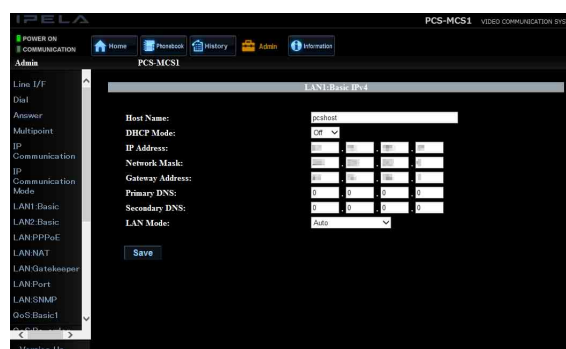 IPELA
PCS-MCS1 VIDEO COMMUNICATION SYS
POWER ON
COMMUNICATION
Home Phonebook History Admin Information
Admin PCS-MCS1
Line I/F
Dial
Answer
Multipoint
IP
Communication
IP
Communication
Mode
LAN1:Basic
LAN2:Basic
LAN:PPPoE
LAN:NAT
LAN:Gatekeeper
LAN:Port
LAN:SNMP
QoS:Basic1
LAN1:Basic IPv4
Host Name: pcshost
DHCP Mode: Off
IP Address:
Network Mask:
Gateway Address:
Primary DNS: 0 . 0 . 0 . 0
Secondary DNS: 0 . 0 . 0 . 0
LAN Mode: Auto
Save